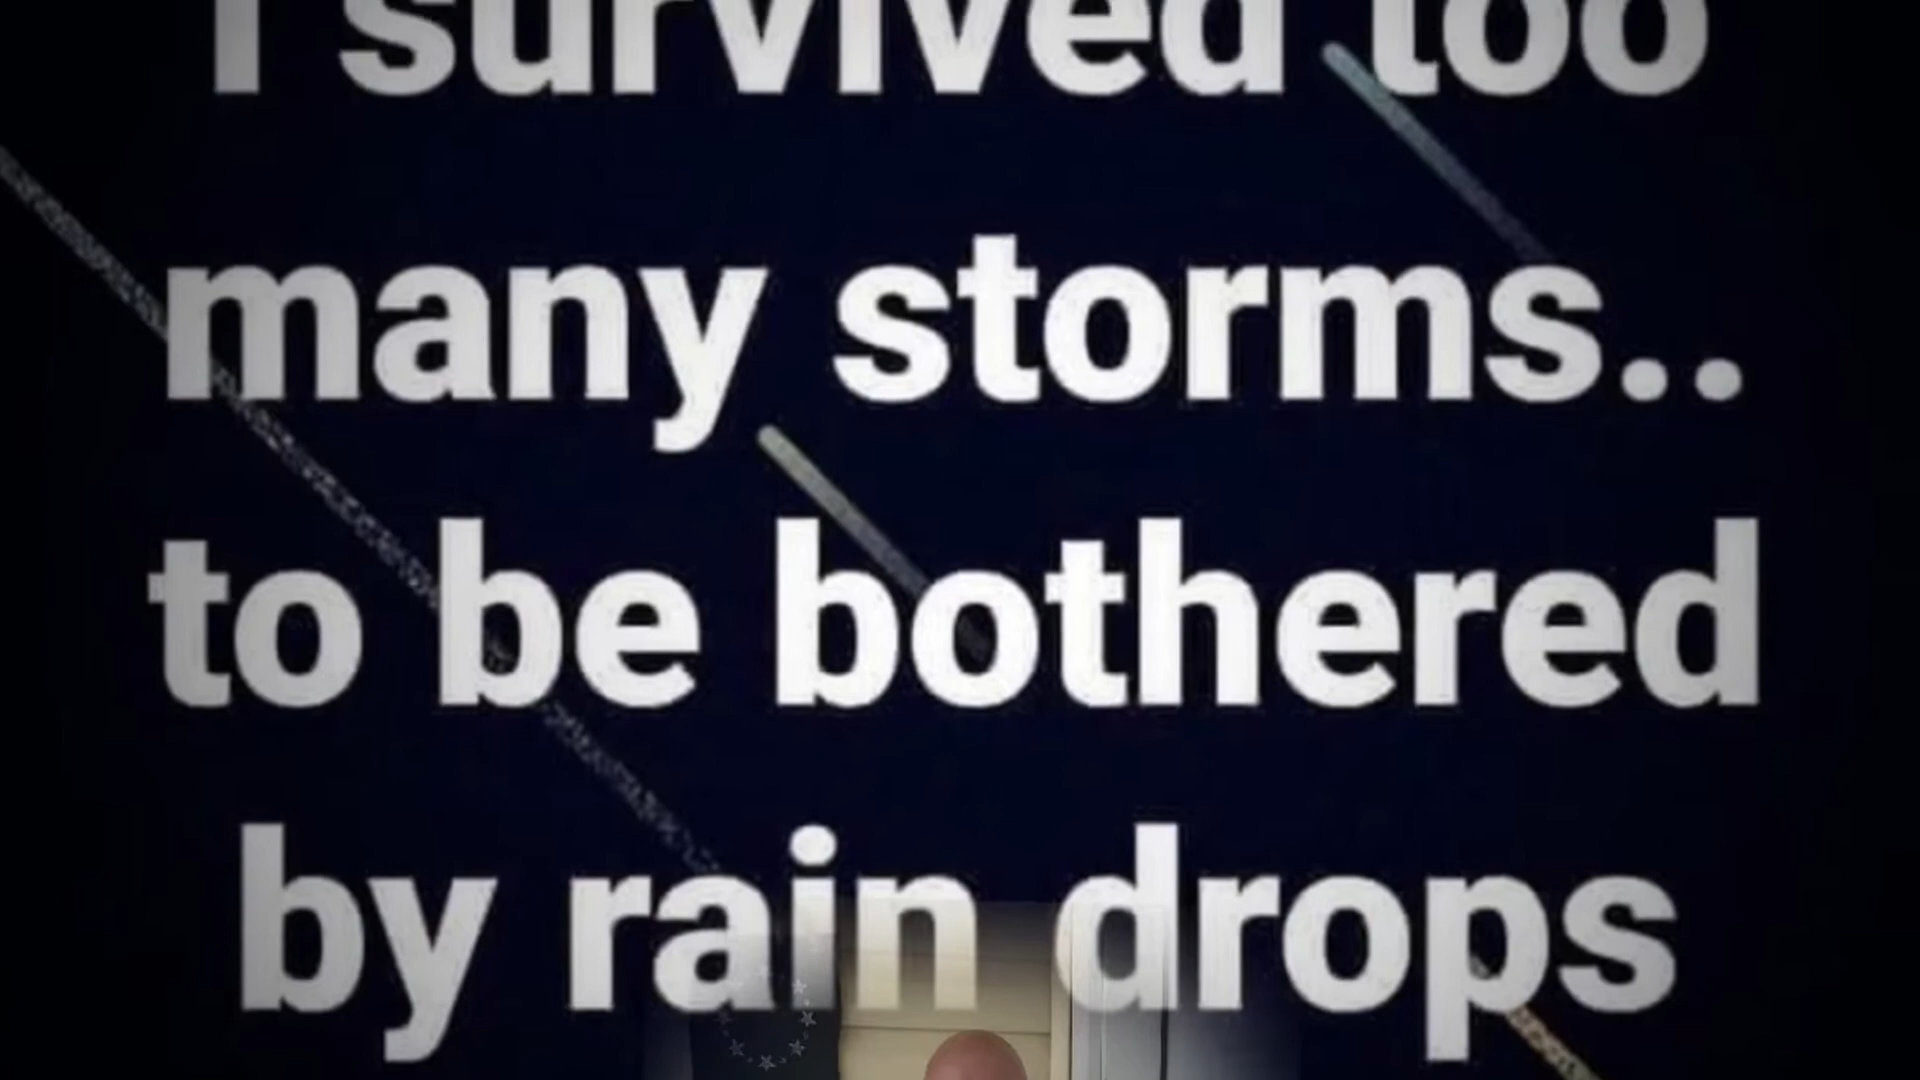 I survived too
many storms..
to be bothered
by rain drops